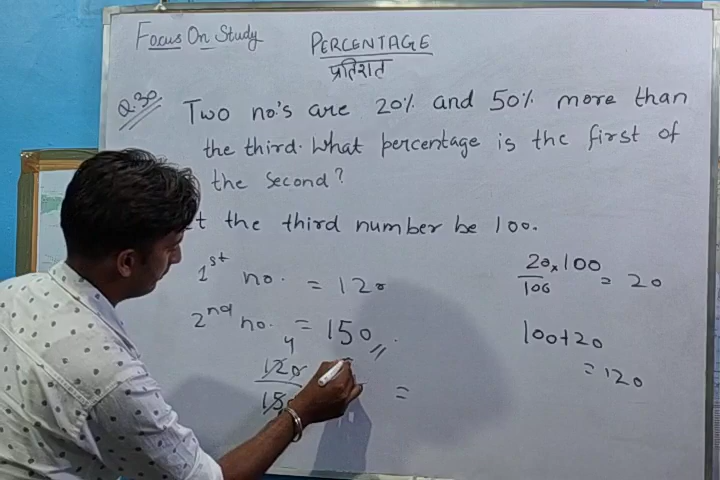 Focus On Study
PERCENTAGE
प्रतिशत
Q.30 Two no's are 20% and 50% more than
the third. What percentage is the first of
the second?
t the third number be 100.
1st no. = 120
2nd no. = 150
4
120
=
20 x 100
100
= 20
100+20
= 120